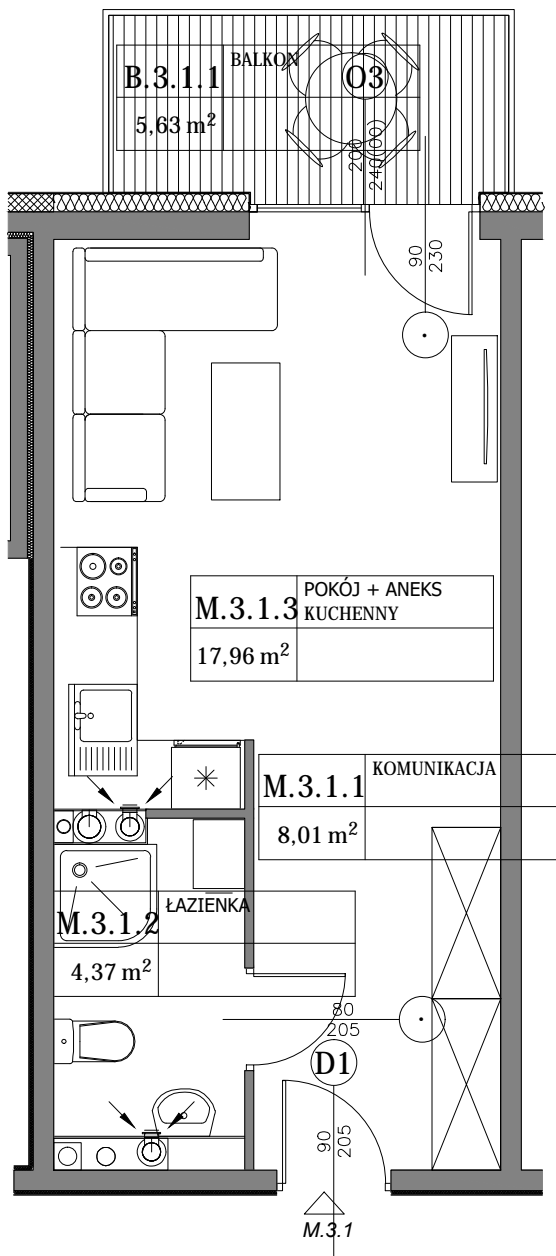 BALKON
B.3.1.1
O3
5,63 m²
200
240(00)
90
230
POKÓJ + ANEKS
M.3.1.3 KUCHENNY
17,96 m²
KOMUNIKACJA
M.3.1.1
8,01 m²
ŁAZIENKA
M.3.1.2
4,37 m²
80
205
D1
90
205
M.3.1